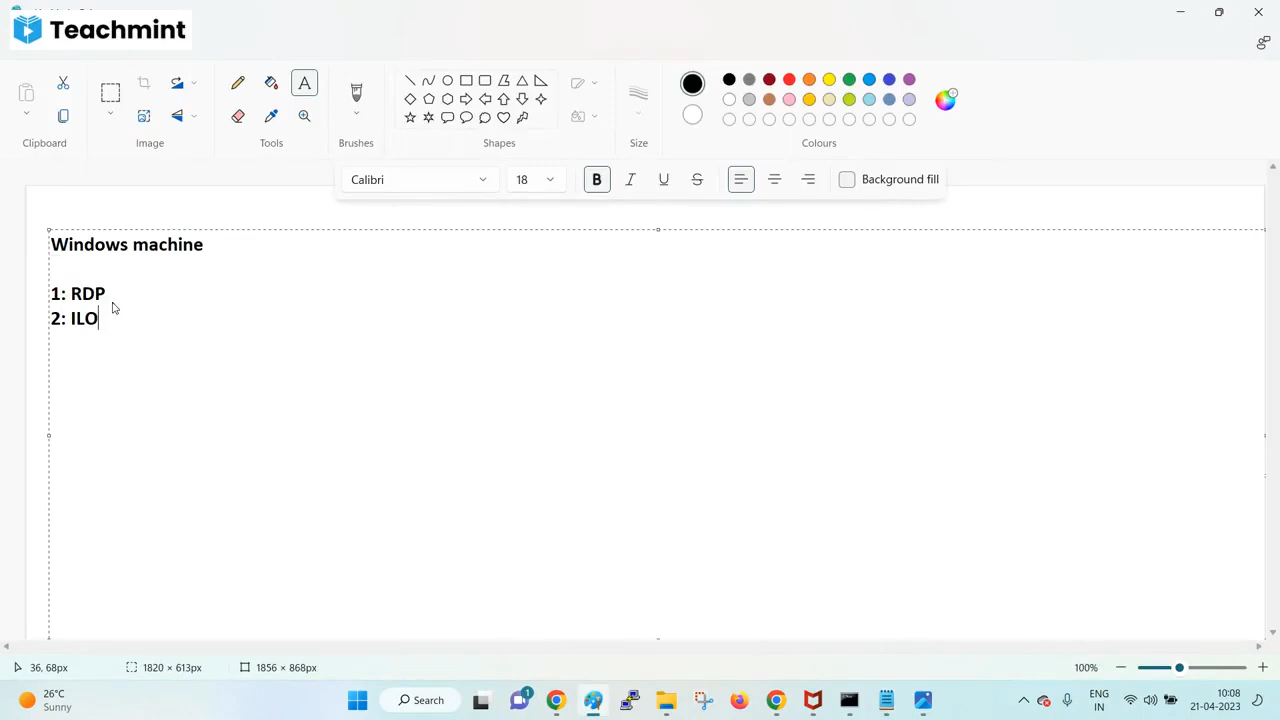 Teachmint
Clipboard
Image
Tools
Brushes
Shapes
Size
Colours
Calibri
18
B
I
U
S
Background fill
Windows machine
1: RDP
2: ILO
36, 68px
1820 × 613px
1856 × 868px
100%
26°C
Sunny
Search
1
ENG
IN
10:08
21-04-2023